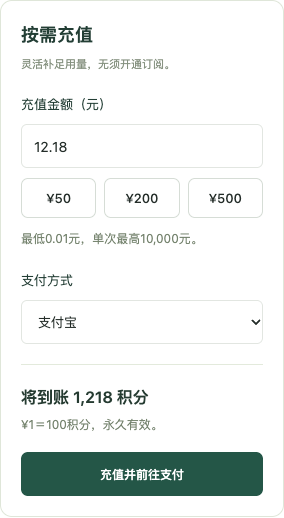 按需充值
灵活补足用量，无须开通订阅。
充值金额（元）
12.18
¥50 ¥200 ¥500
最低0.01元，单次最高10,000元。
支付方式
支付宝
将到账 1,218 积分
¥1＝100积分，永久有效。
充值并前往支付